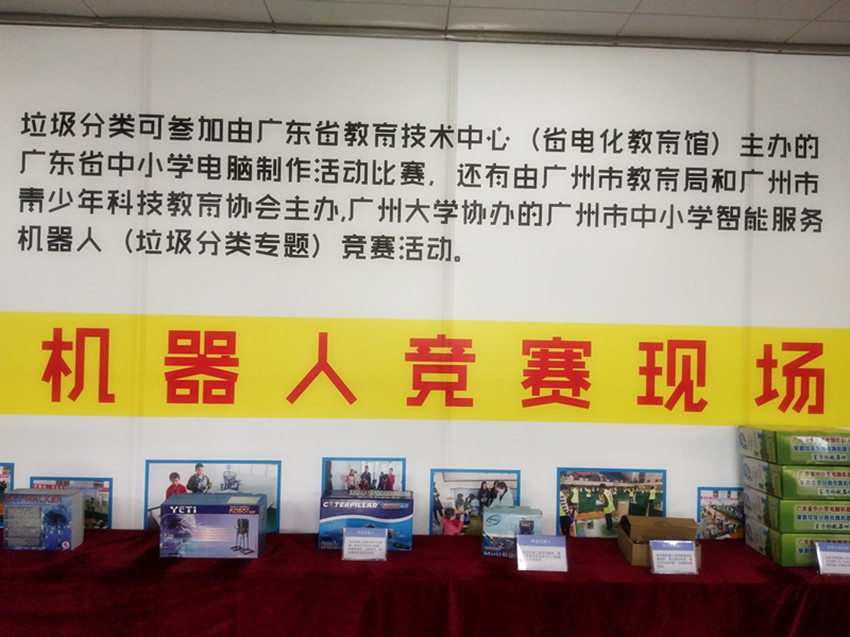 垃圾分类可参加由广东省教育技术中心（省电化教育馆）主办的
广东省中小学电脑制作活动比赛，还有由广州市教育局和广州市
青少年科技教育协会主办,广州大学协办的广州市中小学智能服务
机器人（垃圾分类专题）竞赛活动。
机器人竞赛现场
YETI
CATERPILLAR
Mini